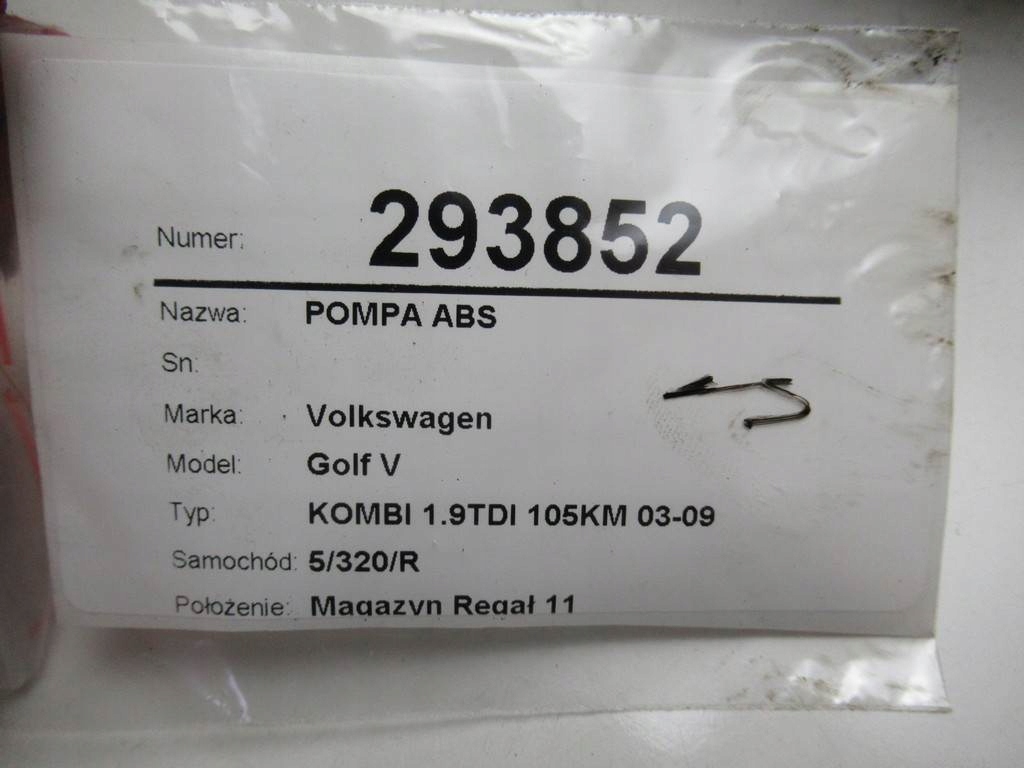 Numer: 293852
Nazwa: POMPA ABS
Sn:
Marka: Volkswagen
Model: Golf V
Typ: KOMBI 1.9TDI 105KM 03-09
Samochód: 5/320/R
Położenie: Magazyn Regał 11